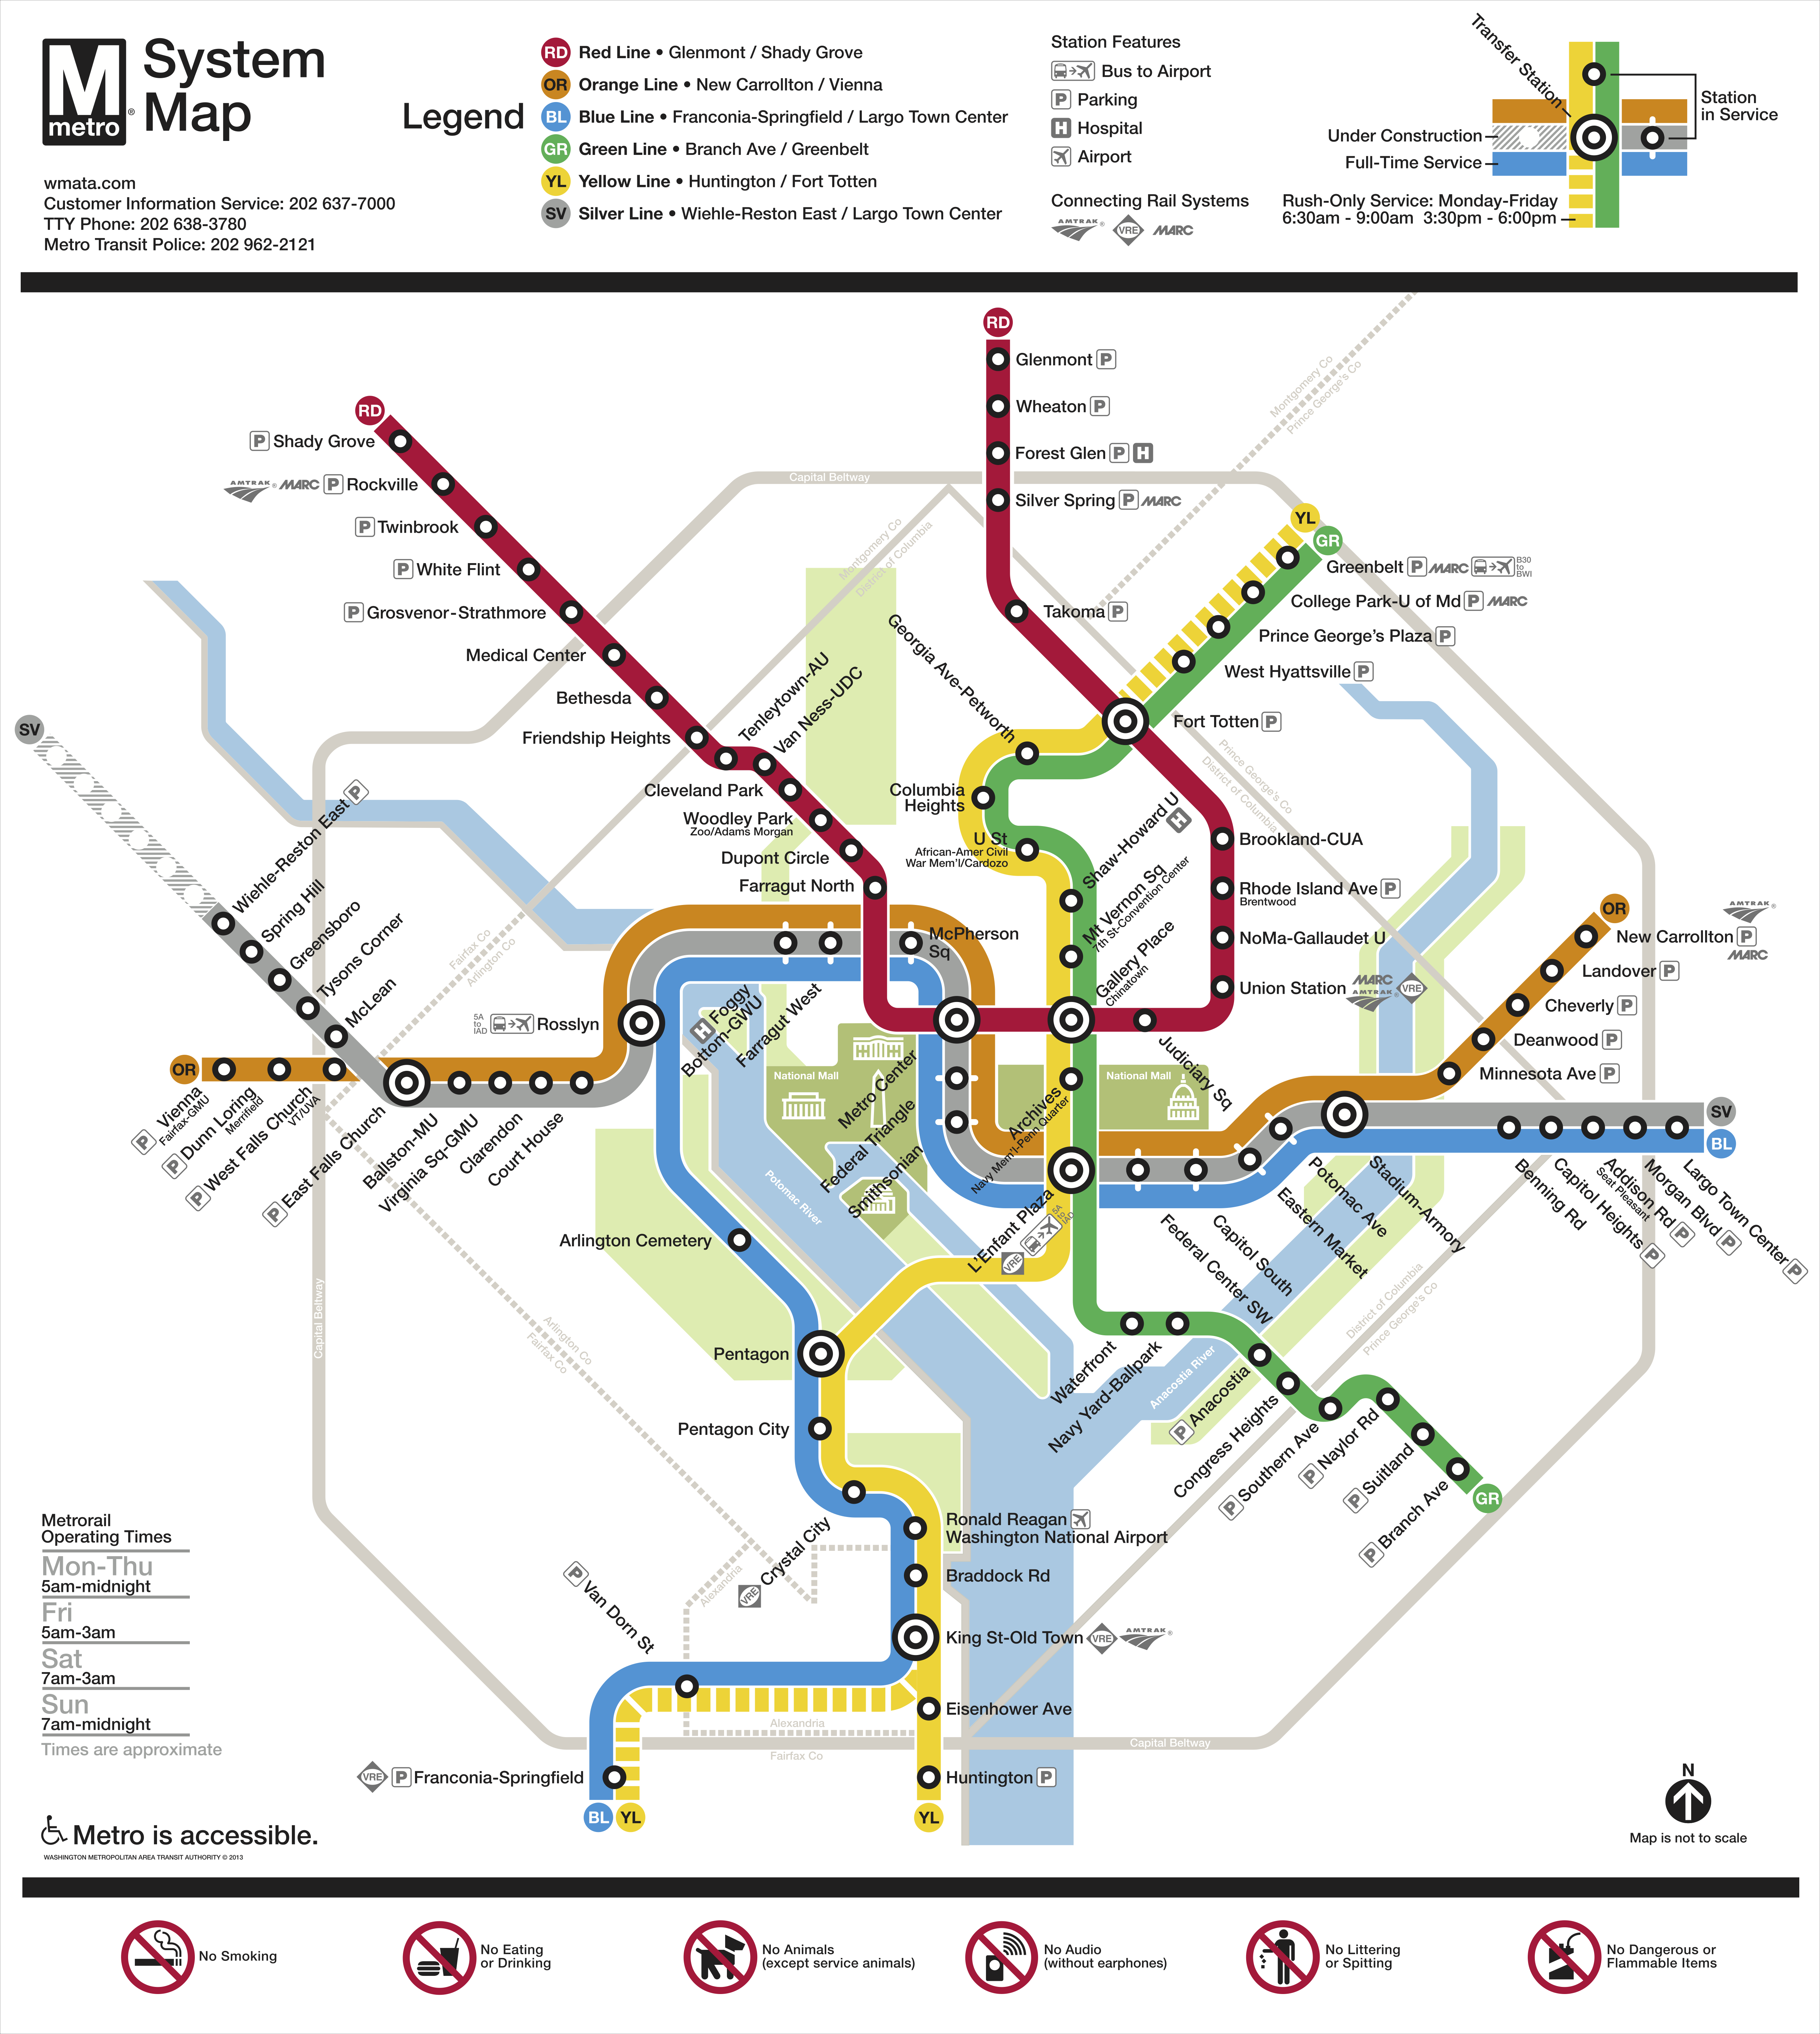 M
metro
®
System
Map
wmata.com
Customer Information Service: 202 637-7000
TTY Phone: 202 638-3780
Metro Transit Police: 202 962-2121
Legend
RD Red Line • Glenmont / Shady Grove
OR Orange Line • New Carrollton / Vienna
BL Blue Line • Franconia-Springfield / Largo Town Center
GR Green Line • Branch Ave / Greenbelt
YL Yellow Line • Huntington / Fort Totten
SV Silver Line • Wiehle-Reston East / Largo Town Center
Station Features
Bus to Airport
P Parking
H Hospital
Airport
Connecting Rail Systems
AMTRAK® VRE MARC
Transfer Station
Station
in Service
Under Construction
Full-Time Service
Rush-Only Service: Monday-Friday
6:30am - 9:00am 3:30pm - 6:00pm
RD
Glenmont P
Wheaton P
Forest Glen P H
Silver Spring P MARC
Takoma P
Montgomery Co
Prince George's Co
RD
P Shady Grove
AMTRAK® MARC P Rockville
P Twinbrook
P White Flint
P Grosvenor-Strathmore
Medical Center
Bethesda
Friendship Heights
Tenleytown-AU
Van Ness-UDC
Cleveland Park
Woodley Park
Zoo/Adams Morgan
Dupont Circle
Farragut North
Capital Beltway
Montgomery Co
District of Columbia
YL
GR
Greenbelt P MARC B30
to
BWI
College Park-U of Md P MARC
Prince George's Plaza P
West Hyattsville P
Fort Totten P
Georgia Ave-Petworth
Columbia
Heights
U St
African-Amer Civil
War Mem'l/Cardozo
Shaw-Howard U
H
Mt Vernon Sq
7th St-Convention Center
Gallery Place
Chinatown
Prince George's Co
District of Columbia
Brookland-CUA
Rhode Island Ave P
Brentwood
NoMa-Gallaudet U
Union Station MARC
AMTRAK® VRE
Judiciary Sq
SV
Wiehle-Reston East P
Spring Hill
Greensboro
Tysons Corner
McLean
Fairfax Co
Arlington Co
OR
P Vienna
Fairfax-GMU
P Dunn Loring
Merrifield
P West Falls Church
VT/UVA
P East Falls Church
Ballston-MU
Virginia Sq-GMU
Clarendon
Court House
5A
to
IAD
Rosslyn
H Foggy
Bottom-GWU
Farragut West
McPherson
Sq
Metro Center
Federal Triangle
Smithsonian
National Mall
National Mall
Archives
Navy Mem'l-Penn Quarter
L'Enfant Plaza
VRE
5A
to
IAD
Federal Center SW
Capitol South
Eastern Market
Potomac Ave
Stadium-Armory
OR
AMTRAK®
New Carrollton P
MARC
Landover P
Cheverly P
Deanwood P
Minnesota Ave P
SV
BL
Benning Rd
Capitol Heights P
Addison Rd P
Seat Pleasant
Morgan Blvd P
Largo Town Center P
Potomac River
Arlington Cemetery
Capital Beltway
Arlington Co
Fairfax Co
Pentagon
Pentagon City
VRE Crystal City
Ronald Reagan
Washington National Airport
Braddock Rd
King St-Old Town VRE AMTRAK®
Eisenhower Ave
Huntington P
YL
P Van Dorn St
Alexandria
Alexandria
Fairfax Co
VRE P Franconia-Springfield
BL
YL
Capital Beltway
Waterfront
Navy Yard-Ballpark
Anacostia River
P Anacostia
Congress Heights
P Southern Ave
P Naylor Rd
P Suitland
P Branch Ave
GR
District of Columbia
Prince George's Co
Metrorail
Operating Times
Mon-Thu
5am-midnight
Fri
5am-3am
Sat
7am-3am
Sun
7am-midnight
Times are approximate
Metro is accessible.
WASHINGTON METROPOLITAN AREA TRANSIT AUTHORITY © 2013
N
Map is not to scale
No Smoking
No Eating
or Drinking
No Animals
(except service animals)
No Audio
(without earphones)
No Littering
or Spitting
No Dangerous or
Flammable Items